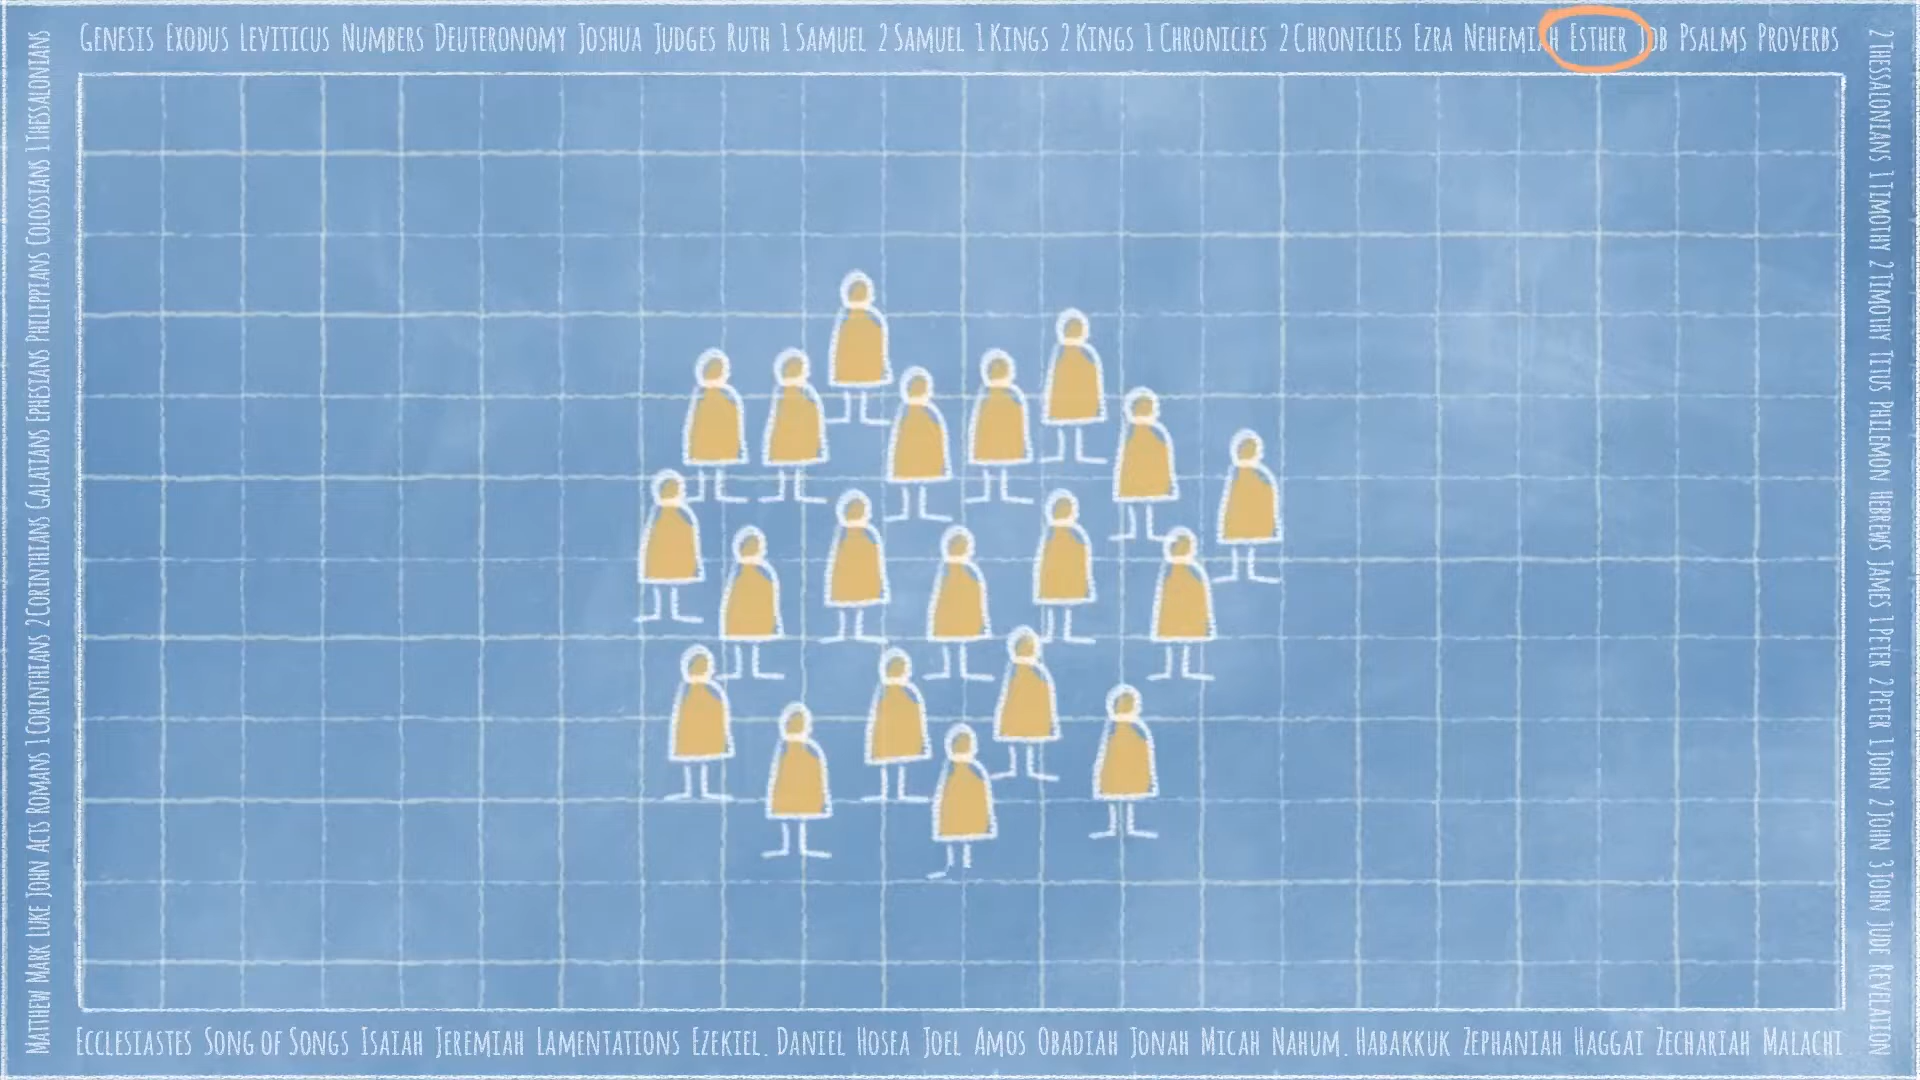 Genesis Exodus Leviticus Numbers Deuteronomy Joshua Judges Ruth 1 Samuel 2 Samuel 1 Kings 2 Kings 1 Chronicles 2 Chronicles Ezra Nehemiah Esther Job Psalms Proverbs
Ecclesiastes Song of Songs Isaiah Jeremiah Lamentations Ezekiel. Daniel Hosea Joel Amos Obadiah Jonah Micah Nahum. Habakkuk Zephaniah Haggai Zechariah Malachi
Matthew Mark Luke John Acts Romans 1 Corinthians 2 Corinthians Galatians Ephesians Philippians Colossians 1 Thessalonians
2 Thessalonians 1 Timothy 2 Timothy Titus Philemon Hebrews James 1 Peter 2 Peter 1 John 2 John 3 John Jude Revelation